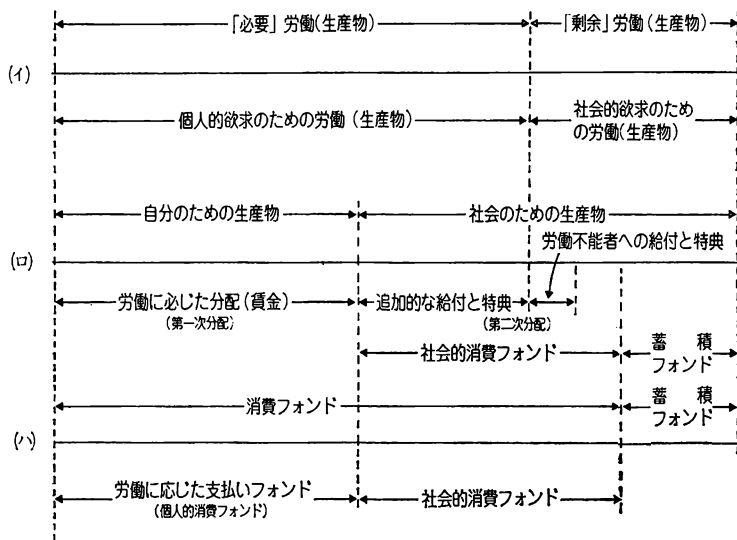 「必要」労働(生産物) 「剰余」労働(生産物)
(イ)
個人的欲求のための労働(生産物) 社会的欲求のため
の労働(生産物)
自分のための生産物 社会のための生産物
労働不能者への給付と特典
(ロ)
労働に必じた分配(賃金) 追加的な給付と特典
(第一次分配) (第二次分配)
社会的消費フォンド 蓄積
フォンド
消費フォンド 蓄積
フォンド
(ハ)
労働に応じた支払いフォンド 社会的消費フォンド
(個人的消費フォンド)